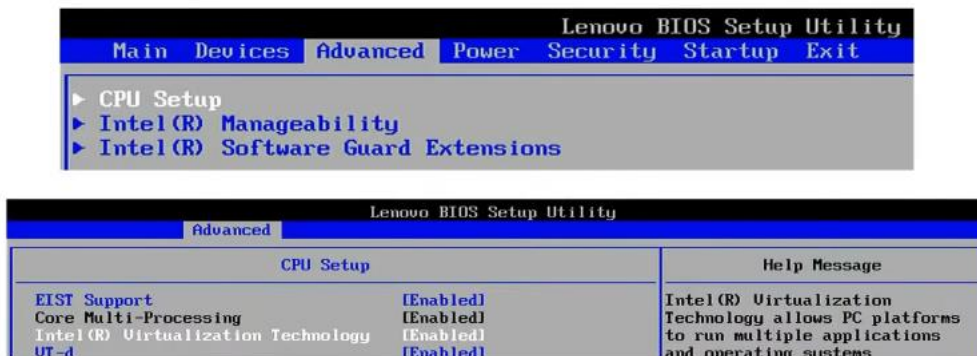 Lenovo BIOS Setup Utility
Main Devices Advanced Power Security Startup Exit
CPU Setup
Intel(R) Manageability
Intel(R) Software Guard Extensions
Lenovo BIOS Setup Utility
Advanced
CPU Setup
Help Message
EIST Support [Enabled]
Core Multi-Processing [Enabled]
Intel(R) Virtualization Technology [Enabled]
VT-d [Enabled]
Intel(R) Virtualization
Technology allows PC platforms
to run multiple applications
and operating systems